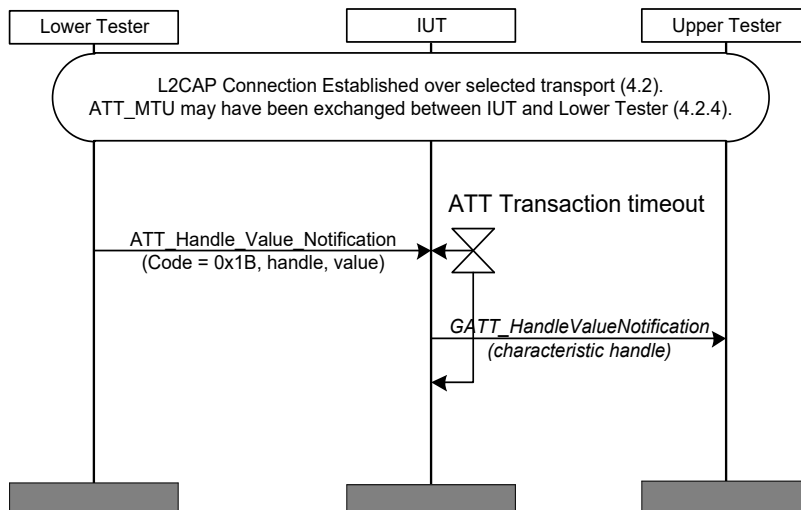 Lower Tester
IUT
Upper Tester
L2CAP Connection Established over selected transport (4.2).
ATT_MTU may have been exchanged between IUT and Lower Tester (4.2.4).
ATT Transaction timeout
ATT_Handle_Value_Notification
(Code = 0x1B, handle, value)
GATT_HandleValueNotification
(characteristic handle)